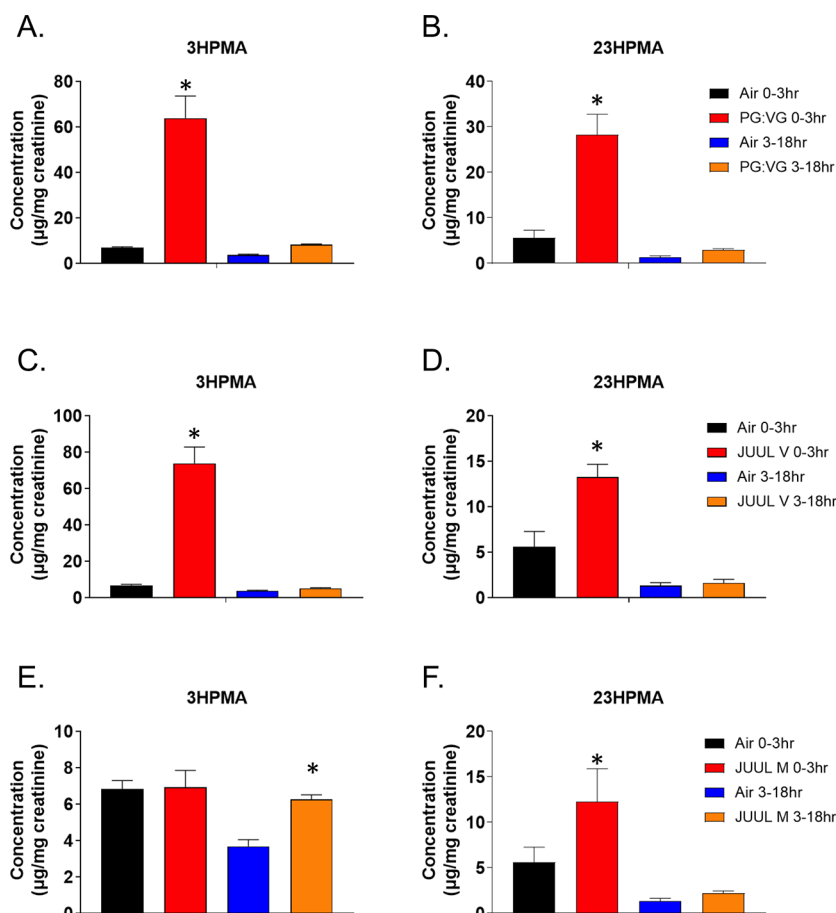 A.
3HPMA
Concentration
(µg/mg creatinine)
80
60
40
20
0
*
B.
23HPMA
Concentration
(µg/mg creatinine)
40
30
20
10
0
*
Air 0-3hr
PG:VG 0-3hr
Air 3-18hr
PG:VG 3-18hr
C.
3HPMA
Concentration
(µg/mg creatinine)
100
80
60
40
20
0
*
D.
23HPMA
Concentration
(µg/mg creatinine)
20
15
10
5
0
*
Air 0-3hr
JUUL V 0-3hr
Air 3-18hr
JUUL V 3-18hr
E.
3HPMA
Concentration
(µg/mg creatinine)
10
8
6
4
2
0
*
F.
23HPMA
Concentration
(µg/mg creatinine)
20
15
10
5
0
*
Air 0-3hr
JUUL M 0-3hr
Air 3-18hr
JUUL M 3-18hr